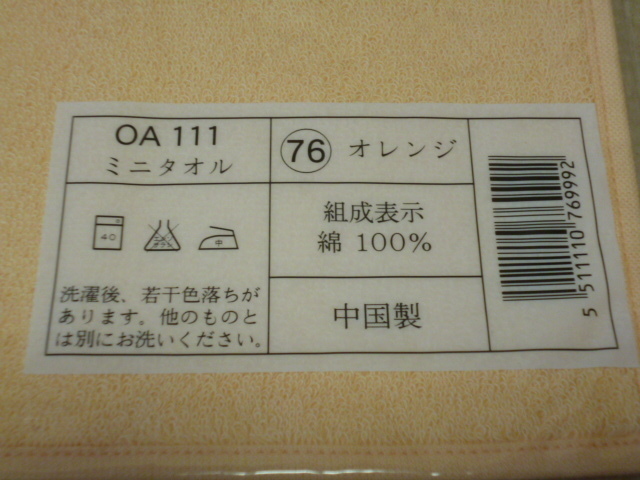 OA 111
ミニタオル
76 オレンジ
組成表示
綿 100%
中国製
40
中
洗濯後、若干色落ちが
あります。他のものと
は別にお洗いください。
5 511110 769992